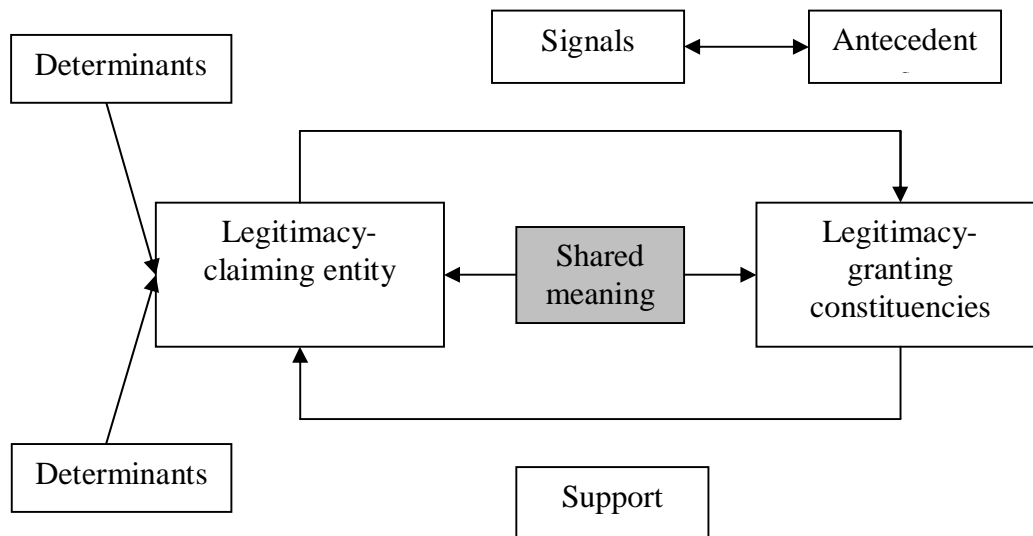 Signals
Antecedent
Determinants
Legitimacy-
claiming entity
Shared
meaning
Legitimacy-
granting
constituencies
Determinants
Support